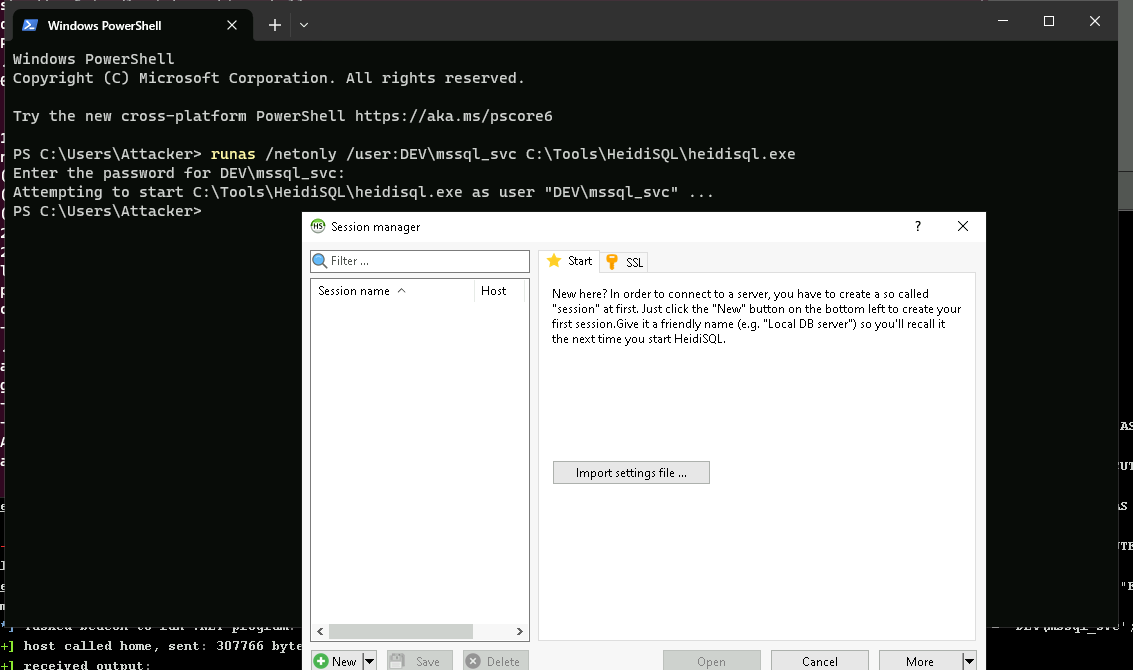 Windows PowerShell
Windows PowerShell
Copyright (C) Microsoft Corporation. All rights reserved.
Try the new cross-platform PowerShell https://aka.ms/pscore6
PS C:\Users\Attacker> runas /netonly /user:DEV\mssql_svc C:\Tools\HeidiSQL\heidisql.exe
Enter the password for DEV\mssql_svc:
Attempting to start C:\Tools\HeidiSQL\heidisql.exe as user "DEV\mssql_svc" ...
PS C:\Users\Attacker>
HS Session manager ?
Filter ...
Session name Host
Start SSL
New here? In order to connect to a server, you have to create a so called
"session" at first. Just click the "New" button on the bottom left to create your
first session.Give it a friendly name (e.g. "Local DB server") so you'll recall it
the next time you start HeidiSQL.
Import settings file ...
New Save Delete Open Cancel More
[+] host called home, sent: 307766 byte
[+] received output: